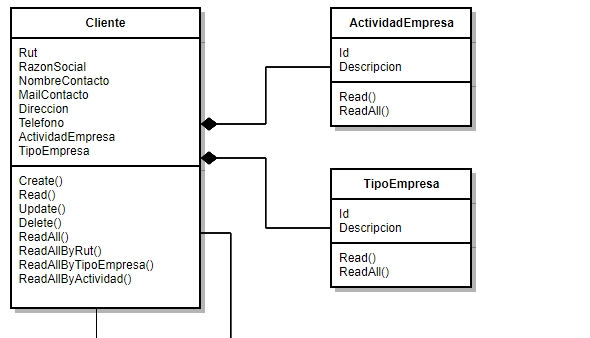 Cliente
Rut
RazonSocial
NombreContacto
MailContacto
Direccion
Telefono
ActividadEmpresa
TipoEmpresa
Create()
Read()
Update()
Delete()
ReadAll()
ReadAllByRut()
ReadAllByTipoEmpresa()
ReadAllByActividad()
ActividadEmpresa
Id
Descripcion
Read()
ReadAll()
TipoEmpresa
Id
Descripcion
Read()
ReadAll()